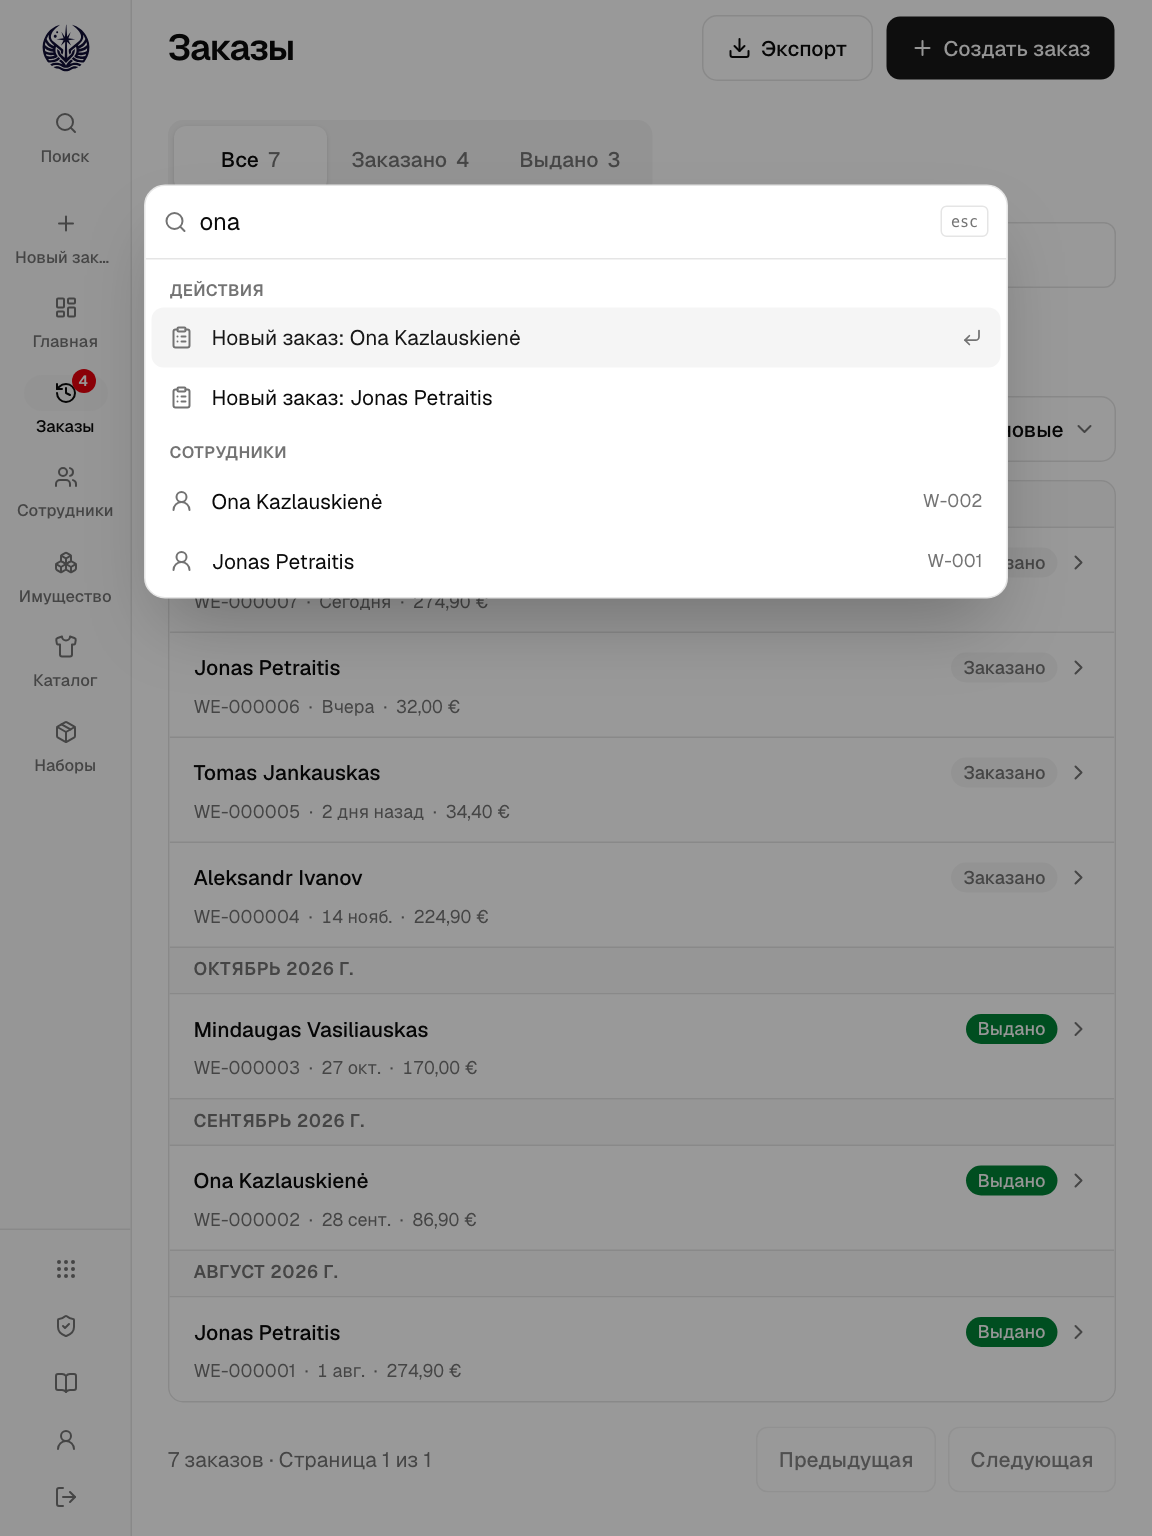 Заказы
Экспорт
Создать заказ
Поиск
Новый зак...
Главная
4
Заказы
Сотрудники
Имущество
Каталог
Наборы
Все 7
Заказано 4
Выдано 3
ona
esc
ДЕЙСТВИЯ
Новый заказ: Ona Kazlauskienė
Новый заказ: Jonas Petraitis
СОТРУДНИКИ
Ona Kazlauskienė
W-002
Jonas Petraitis
W-001
WE-000007 · Сегодня · 274,90 €
Jonas Petraitis
Заказано
WE-000006 · Вчера · 32,00 €
Tomas Jankauskas
Заказано
WE-000005 · 2 дня назад · 34,40 €
Aleksandr Ivanov
Заказано
WE-000004 · 14 нояб. · 224,90 €
ОКТЯБРЬ 2026 Г.
Mindaugas Vasiliauskas
Выдано
WE-000003 · 27 окт. · 170,00 €
СЕНТЯБРЬ 2026 Г.
Ona Kazlauskienė
Выдано
WE-000002 · 28 сент. · 86,90 €
АВГУСТ 2026 Г.
Jonas Petraitis
Выдано
WE-000001 · 1 авг. · 274,90 €
7 заказов · Страница 1 из 1
Предыдущая
Следующая